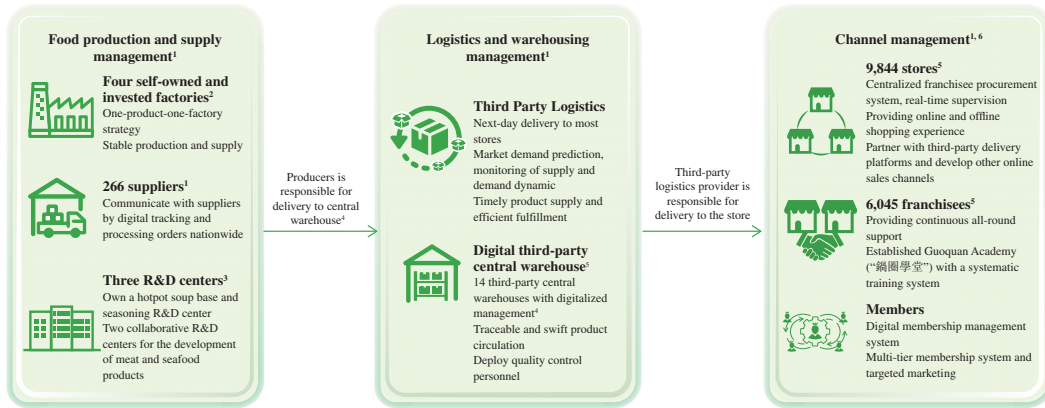 Food production and supply
management¹
Four self-owned and
invested factories²
One-product-one-factory
strategy
Stable production and supply
266 suppliers¹
Communicate with suppliers
by digital tracking and
processing orders nationwide
Three R&D centers³
Own a hotpot soup base and
seasoning R&D center
Two collaborative R&D
centers for the development
of meat and seafood
products
Producers is
responsible for
delivery to central
warehouse⁴
Logistics and warehousing
management¹
Third Party Logistics
Next-day delivery to most
stores
Market demand prediction,
monitoring of supply and
demand dynamic
Timely product supply and
efficient fulfillment
Digital third-party
central warehouse⁵
14 third-party central
warehouses with digitalized
management⁴
Traceable and swift product
circulation
Deploy quality control
personnel
Third-party
logistics provider is
responsible for
delivery to the store
Channel management¹,⁶
9,844 stores⁵
Centralized franchisee procurement
system, real-time supervision
Providing online and offline
shopping experience
Partner with third-party delivery
platforms and develop other online
sales channels
6,045 franchisees⁵
Providing continuous all-round
support
Established Guoquan Academy
(“鍋圈學堂”) with a systematic
training system
Members
Digital membership management
system
Multi-tier membership system and
targeted marketing